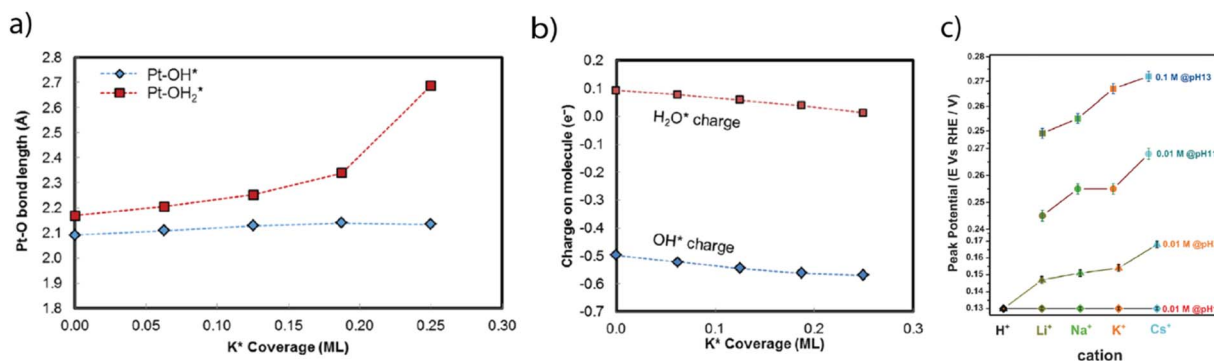 a)
2.8
2.7
2.6
2.5
2.4
2.3
2.2
2.1
2.0
1.9
1.8
Pt-O bond length (Å)
Pt-OH*
Pt-OH₂*
0.00
0.05
0.10
0.15
0.20
0.25
0.30
K* Coverage (ML)
b)
0.2
0.1
0.0
-0.1
-0.2
-0.3
-0.4
-0.5
-0.6
-0.7
Charge on molecule (e⁻)
H₂O* charge
OH* charge
0.0
0.1
0.2
0.3
K* Coverage (ML)
c)
Peak Potential (E Vs RHE / V)
0.27
0.26
0.25
0.27
0.26
0.25
0.24
0.17
0.16
0.15
0.14
0.13
0.1 M @pH13
0.01 M @pH1
0.01 M @pH
0.01 M @pH
H⁺
Li⁺
Na⁺
K⁺
Cs⁺
cation